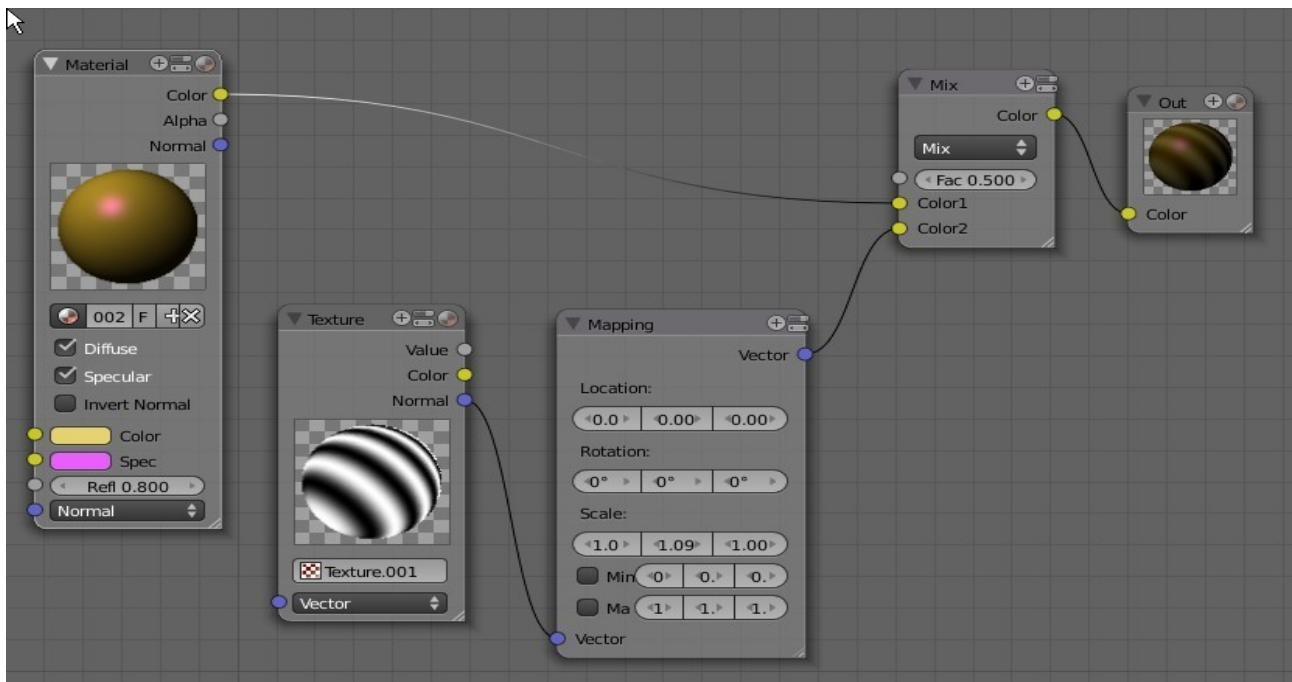 Material
Color
Alpha
Normal
002 F
Diffuse
Specular
Invert Normal
Color
Spec
Refl 0.800
Normal
Texture
Value
Color
Normal
Texture.001
Vector
Mapping
Vector
Location:
0.0 0.00 0.00
Rotation:
0° 0° 0°
Scale:
1.0 1.09 1.00
Min 0 0. 0.
Ma 1 1. 1.
Vector
Mix
Color
Mix
Fac 0.500
Color1
Color2
Out
Color